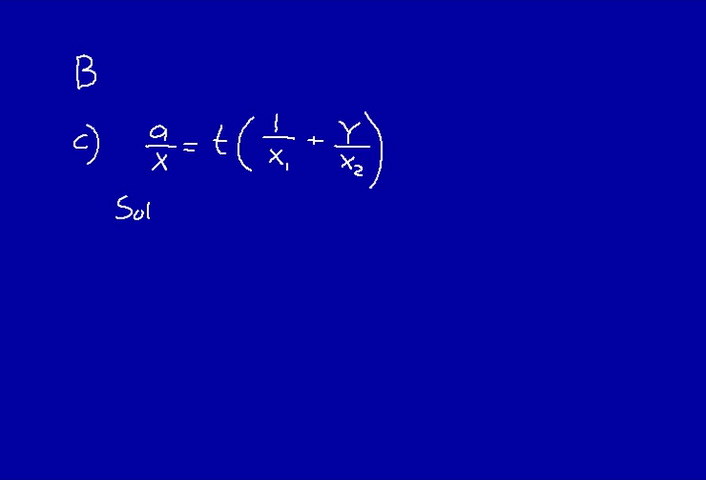 B
c) a/x = t(1/x₁ + Y/x₂)
Sol